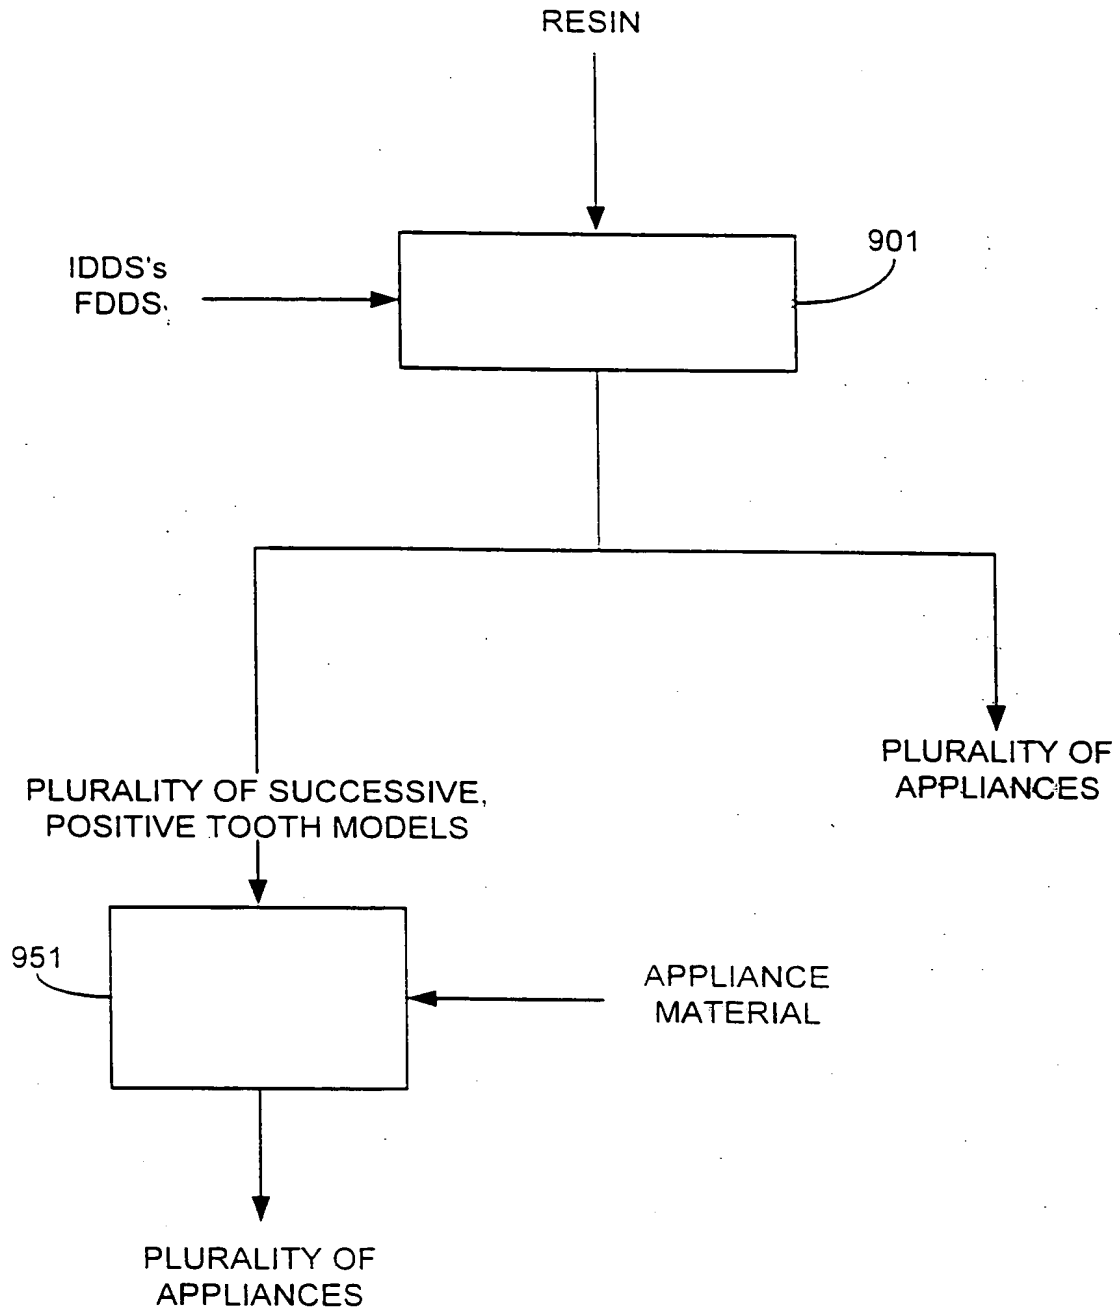 RESIN
901
IDDS's
FDDS
PLURALITY OF
APPLIANCES
PLURALITY OF SUCCESSIVE,
POSITIVE TOOTH MODELS
951
APPLIANCE
MATERIAL
PLURALITY OF
APPLIANCES